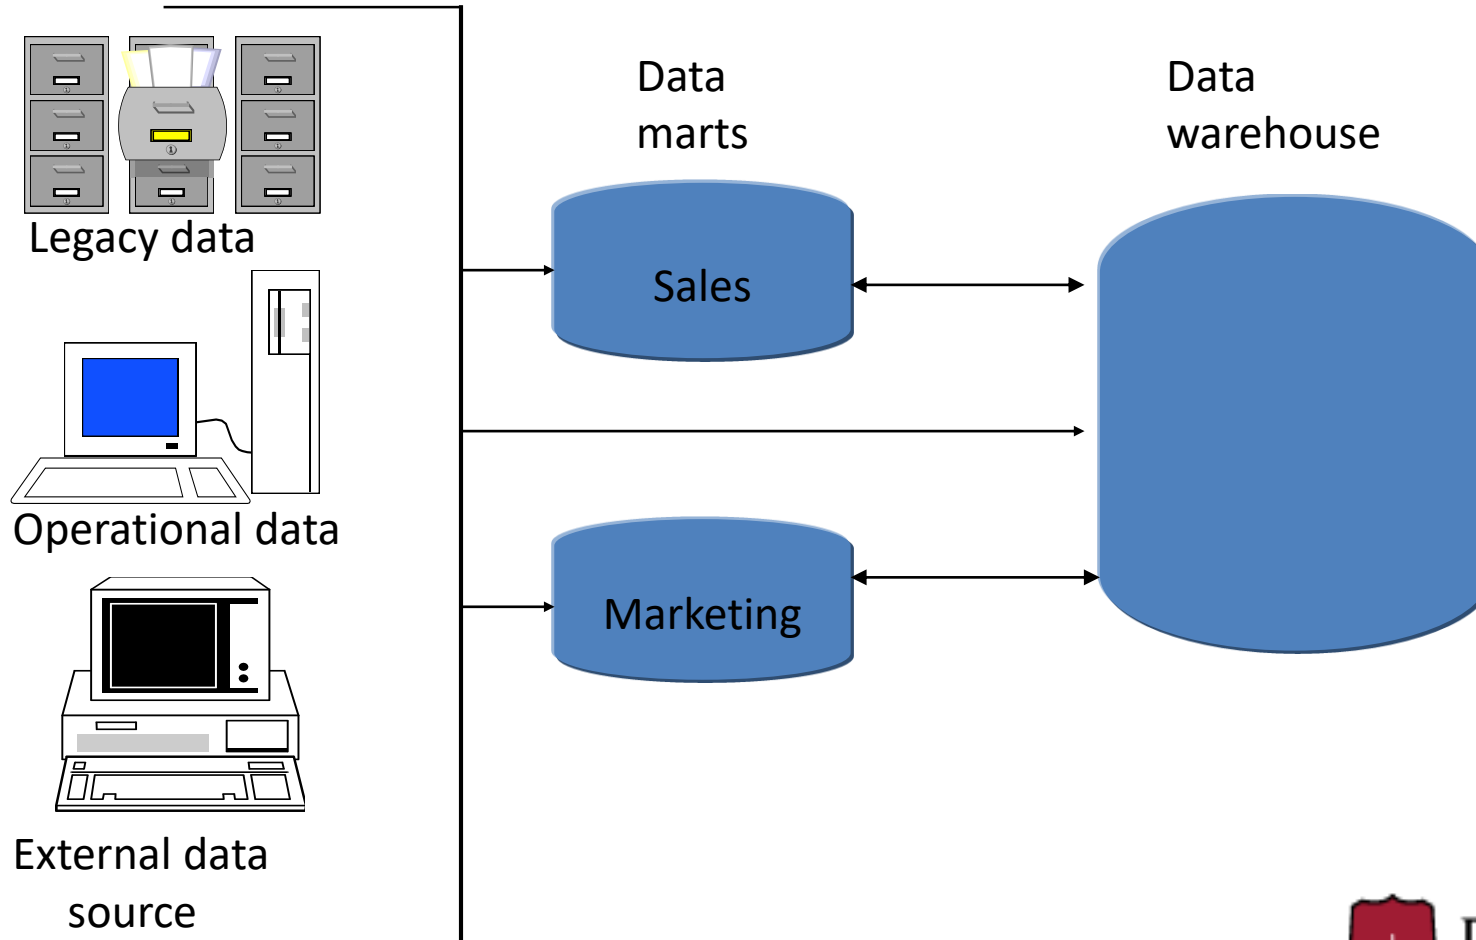 Data
marts
Data
warehouse
Legacy data
Sales
Operational data
Marketing
External data
source